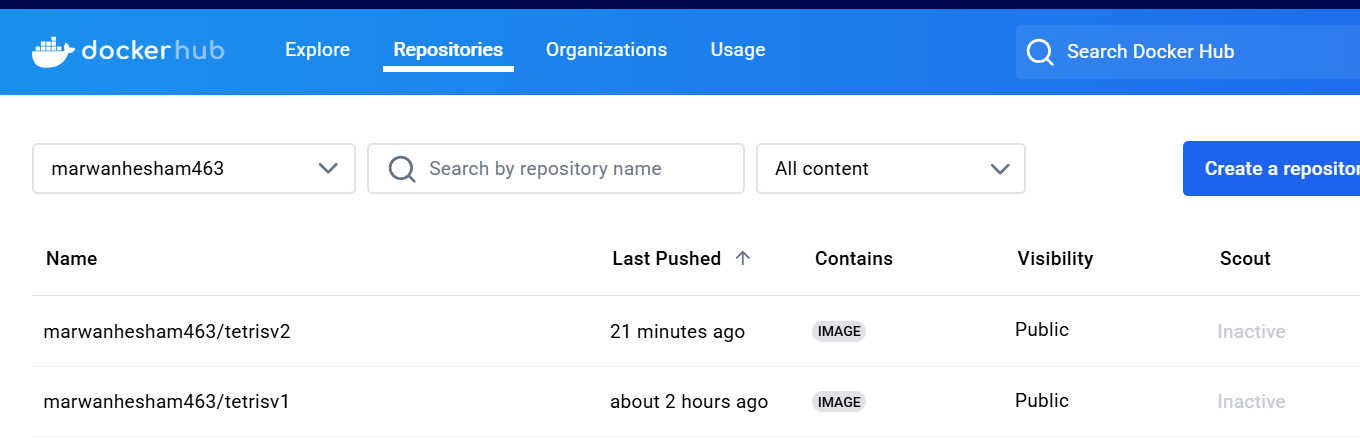 dockerhub Explore Repositories Organizations Usage Search Docker Hub
marwanhesham463 Search by repository name All content Create a repositor
Name Last Pushed Contains Visibility Scout
marwanhesham463/tetrisv2 21 minutes ago IMAGE Public Inactive
marwanhesham463/tetrisv1 about 2 hours ago IMAGE Public Inactive